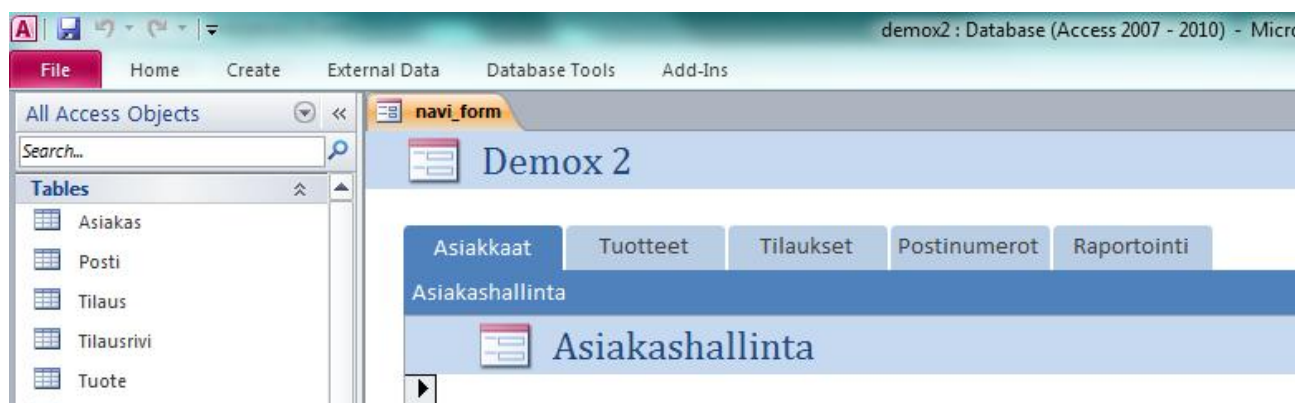 demox2 : Database (Access 2007 - 2010) - Micro
File Home Create External Data Database Tools Add-Ins
All Access Objects
navi_form
Search...
Demox 2
Tables
Asiakas
Posti
Tilaus
Tilausrivi
Tuote
Asiakkaat Tuotteet Tilaukset Postinumerot Raportointi
Asiakashallinta
Asiakashallinta